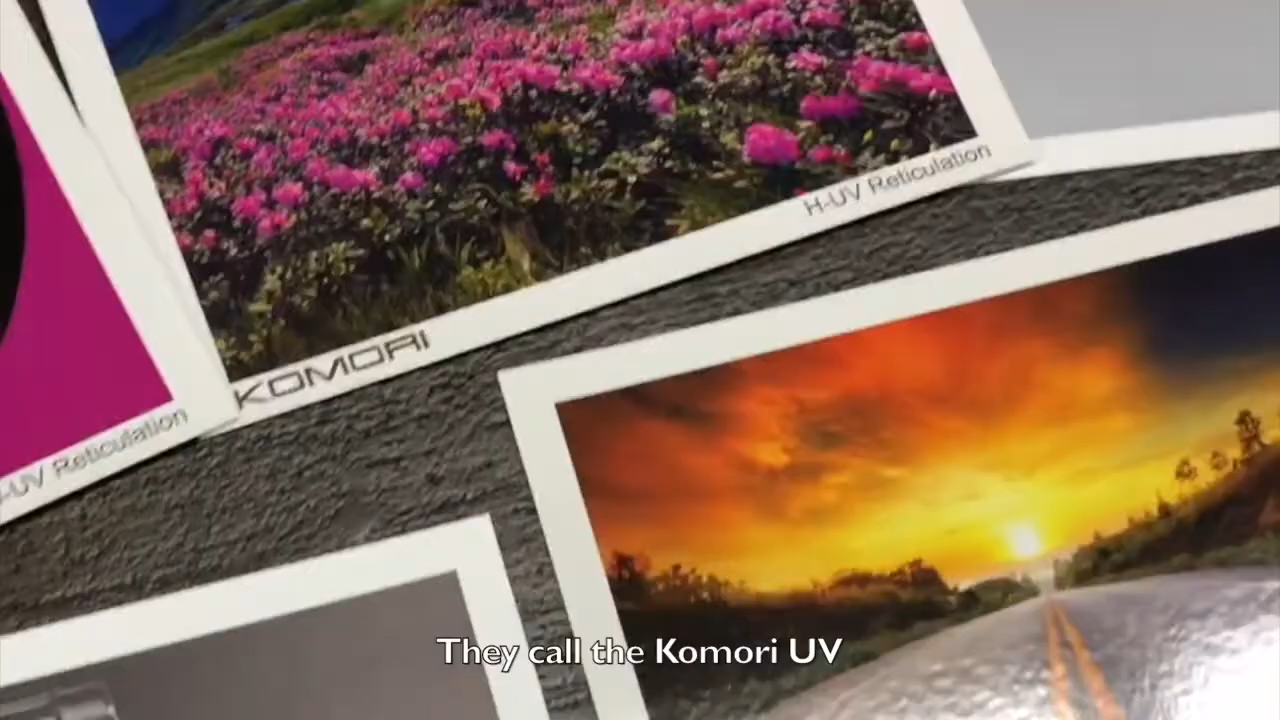 H-UV Reticulation
KOMORI
-UV Reticulation
They call the Komori UV